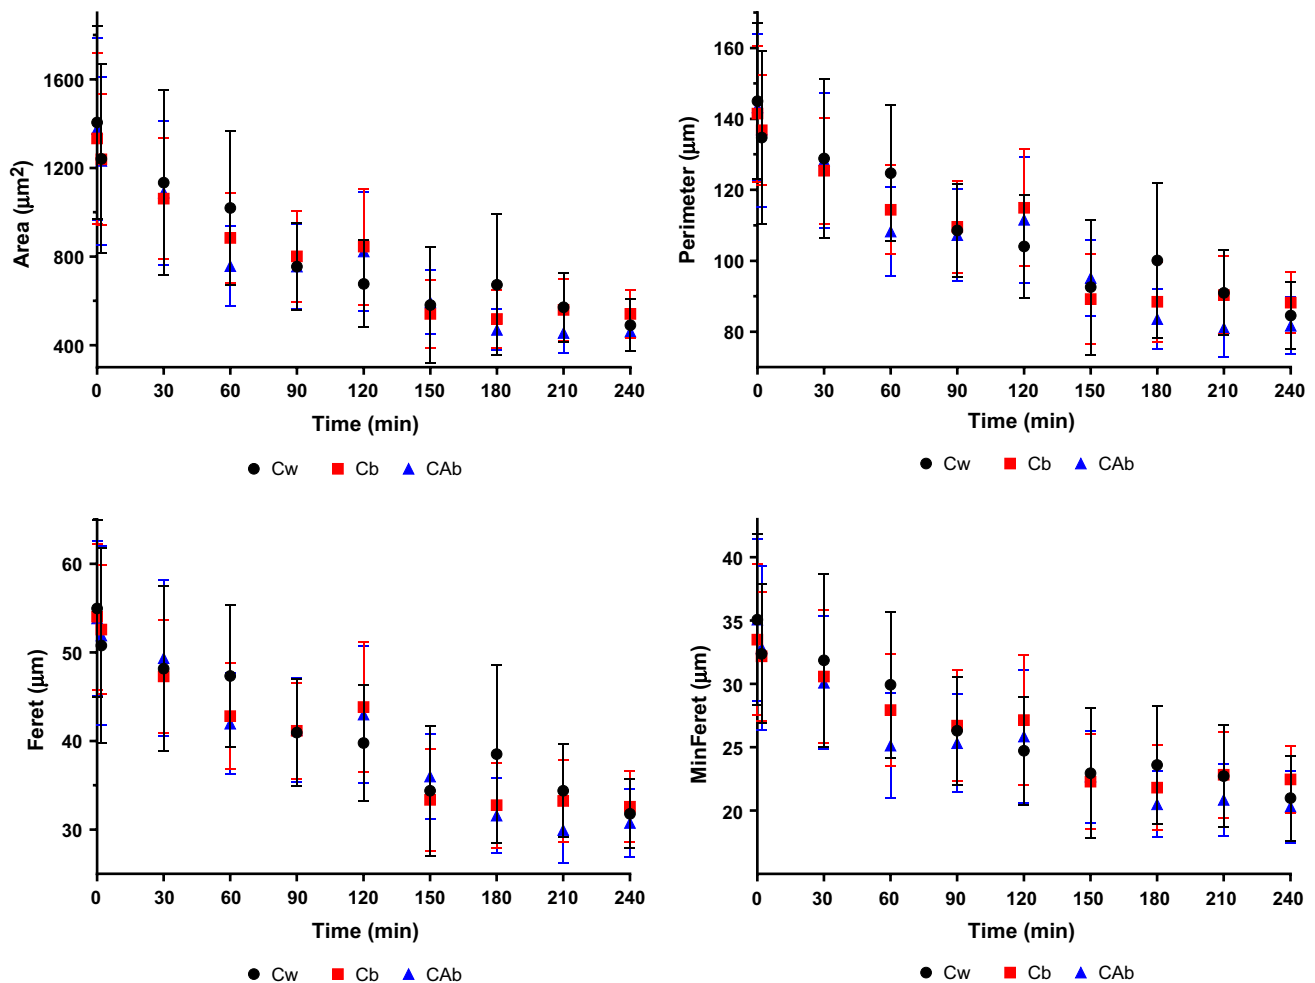 Area (μm²)
1600
1200
800
400
0 30 60 90 120 150 180 210 240
Time (min)
Cw Cb CAb
Perimeter (μm)
160
140
120
100
80
0 30 60 90 120 150 180 210 240
Time (min)
Cw Cb CAb
Feret (μm)
60
50
40
30
0 30 60 90 120 150 180 210 240
Time (min)
Cw Cb CAb
MinFeret (μm)
40
35
30
25
20
0 30 60 90 120 150 180 210 240
Time (min)
Cw Cb CAb